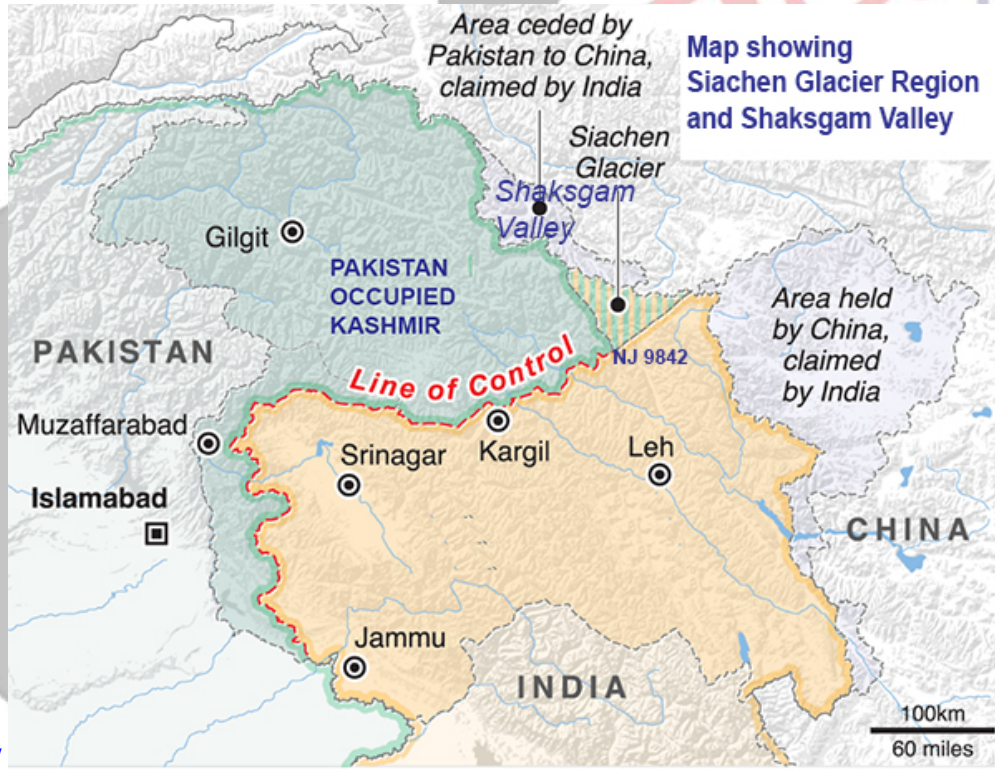 Area ceded by
Pakistan to China,
claimed by India
Map showing
Siachen Glacier Region
and Shaksgam Valley
Siachen
Glacier
Shaksgam
Valley
Gilgit
PAKISTAN
OCCUPIED
KASHMIR
Area held
by China,
claimed
by India
PAKISTAN
Line of Control
NJ 9842
Muzaffarabad
Srinagar
Kargil
Leh
Islamabad
CHINA
Jammu
INDIA
100km
60 miles